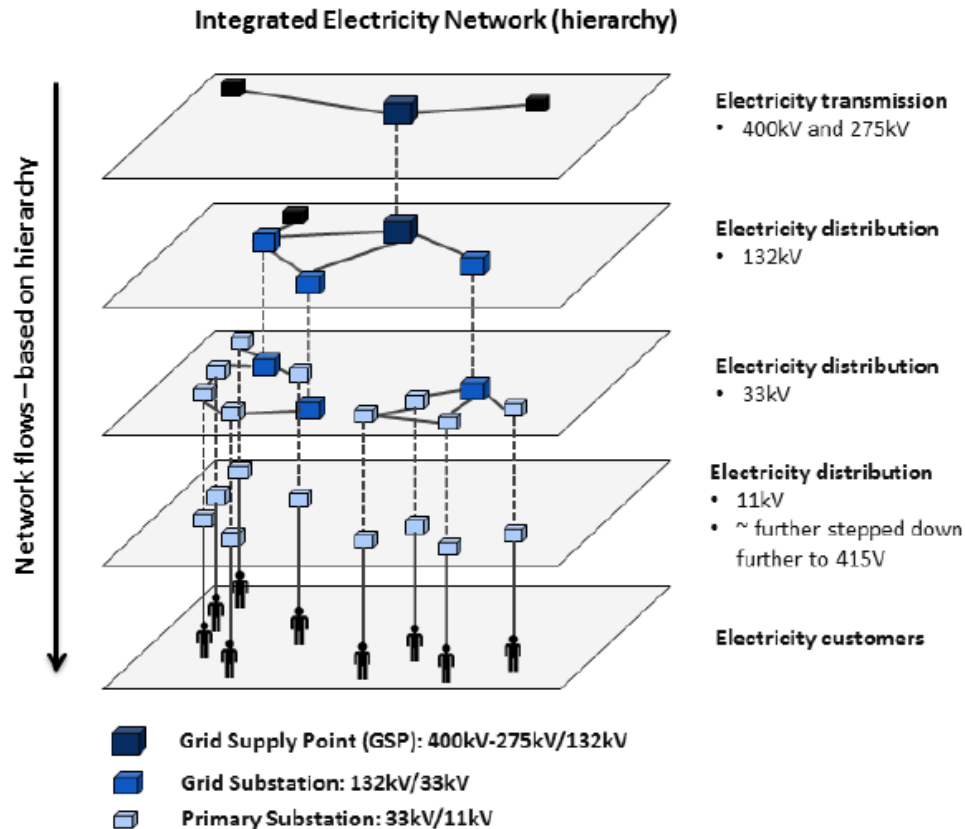 Integrated Electricity Network (hierarchy)
Network flows – based on hierarchy
Electricity transmission
• 400kV and 275kV
Electricity distribution
• 132kV
Electricity distribution
• 33kV
Electricity distribution
• 11kV
• ~ further stepped down
further to 415V
Electricity customers
Grid Supply Point (GSP): 400kV-275kV/132kV
Grid Substation: 132kV/33kV
Primary Substation: 33kV/11kV